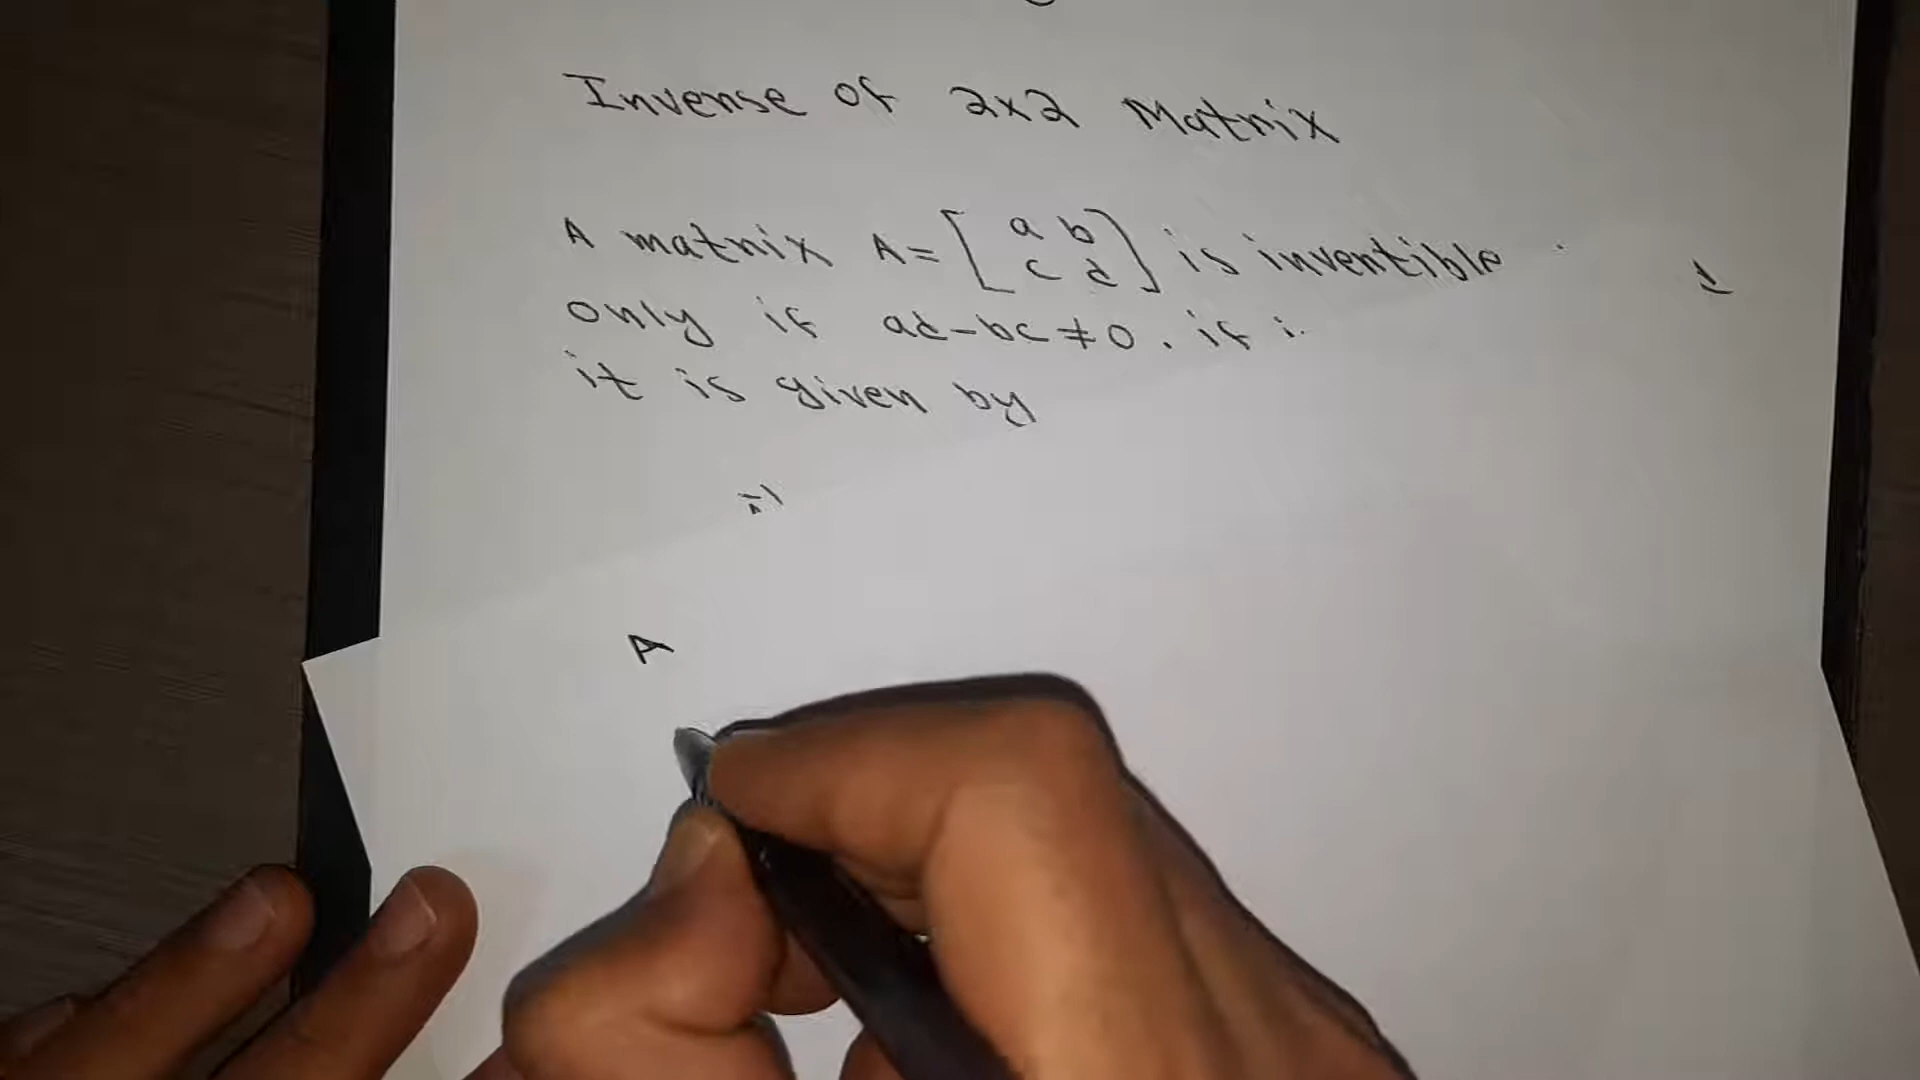 Inverse of 2x2 Matrix
A matrix A = [a b c d] is invertible
only if ad-bc≠0. if
it is given by
A